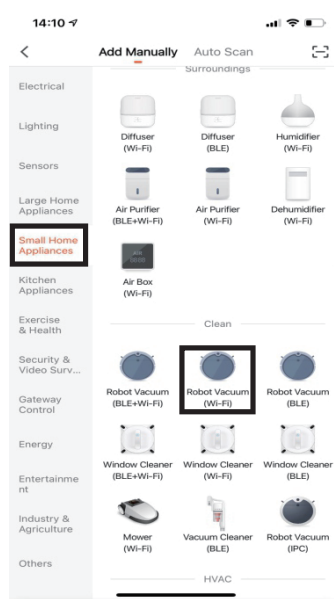 14:10
Add Manually Auto Scan
Electrical
Lighting
Sensors
Large Home
Appliances
Small Home
Appliances
Kitchen
Appliances
Exercise
& Health
Security &
Video Surv...
Gateway
Control
Energy
Entertainme
nt
Industry &
Agriculture
Others
Surroundings
Diffuser
(Wi-Fi)
Diffuser
(BLE)
Humidifier
(Wi-Fi)
Air Purifier
(BLE+Wi-Fi)
Air Purifier
(Wi-Fi)
Dehumidifier
(Wi-Fi)
Air Box
(Wi-Fi)
Clean
Robot Vacuum
(BLE+Wi-Fi)
Robot Vacuum
(Wi-Fi)
Robot Vacuum
(BLE)
Window Cleaner
(BLE+Wi-Fi)
Window Cleaner
(Wi-Fi)
Window Cleaner
(BLE)
Mower
(Wi-Fi)
Vacuum Cleaner
(BLE)
Robot Vacuum
(IPC)
HVAC